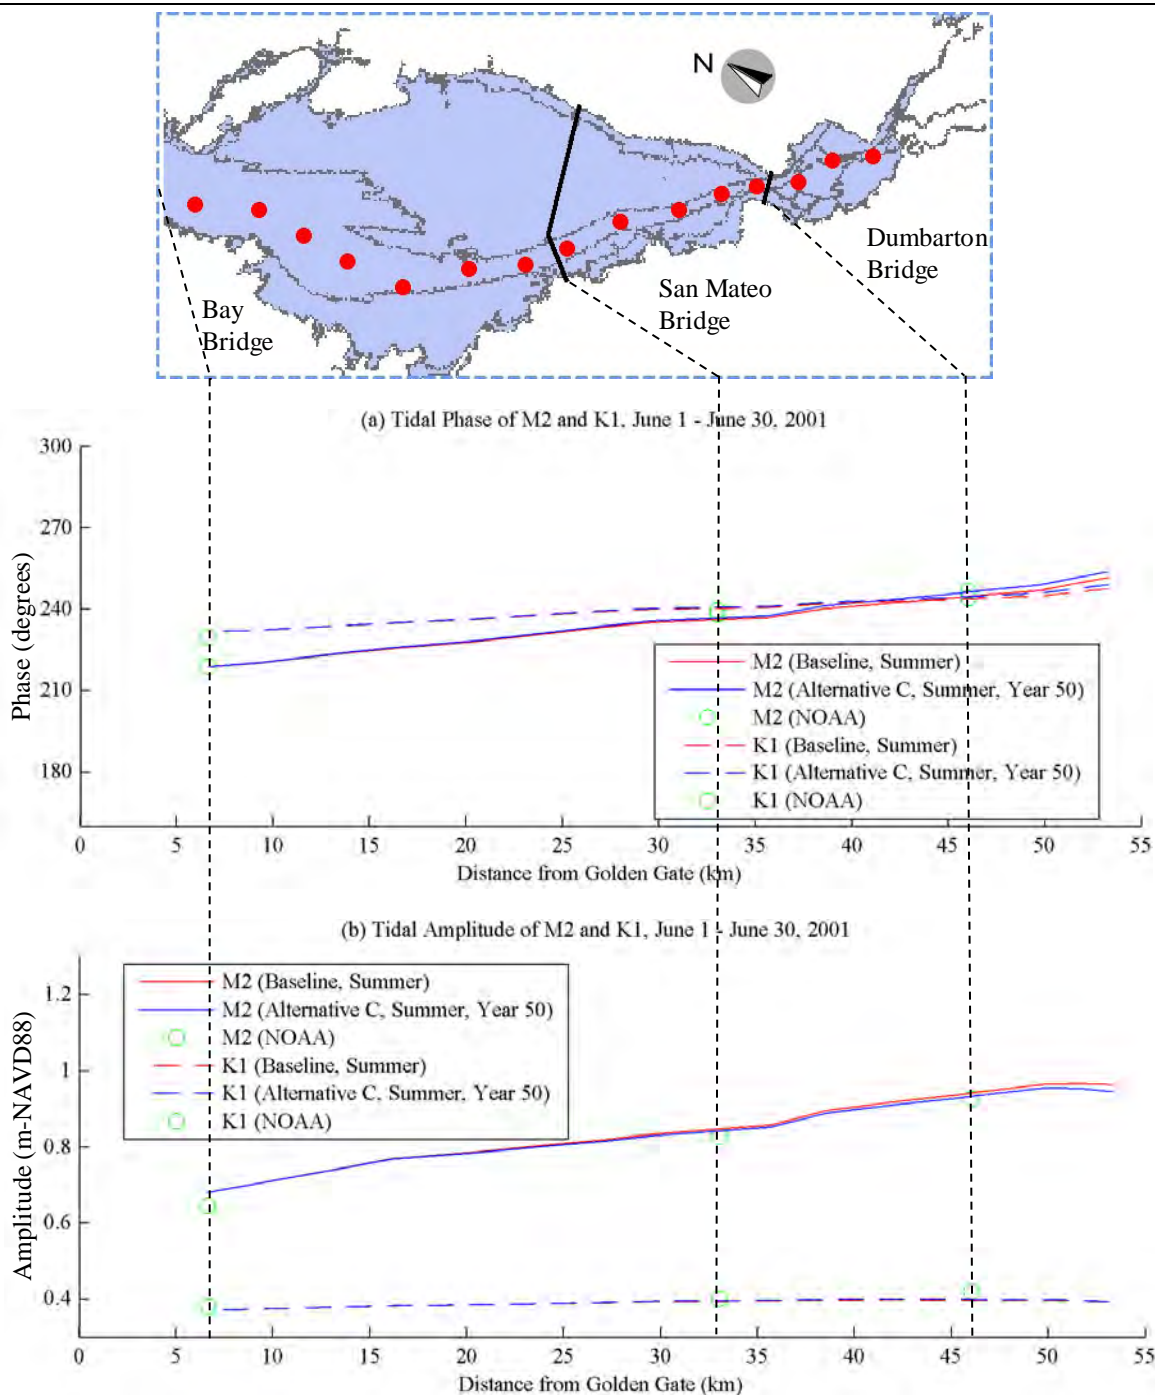 N
Bay
Bridge
San Mateo
Bridge
Dumbarton
Bridge
(a) Tidal Phase of M2 and K1, June 1 - June 30, 2001
Phase (degrees)
300
270
240
210
180
M2 (Baseline, Summer)
M2 (Alternative C, Summer, Year 50)
M2 (NOAA)
K1 (Baseline, Summer)
K1 (Alternative C, Summer, Year 50)
K1 (NOAA)
0 5 10 15 20 25 30 35 40 45 50 55
Distance from Golden Gate (km)
(b) Tidal Amplitude of M2 and K1, June 1 - June 30, 2001
Amplitude (m-NAVD88)
1.2
1
0.8
0.6
0.4
M2 (Baseline, Summer)
M2 (Alternative C, Summer, Year 50)
M2 (NOAA)
K1 (Baseline, Summer)
K1 (Alternative C, Summer, Year 50)
K1 (NOAA)
0 5 10 15 20 25 30 35 40 45 50 55
Distance from Golden Gate (km)